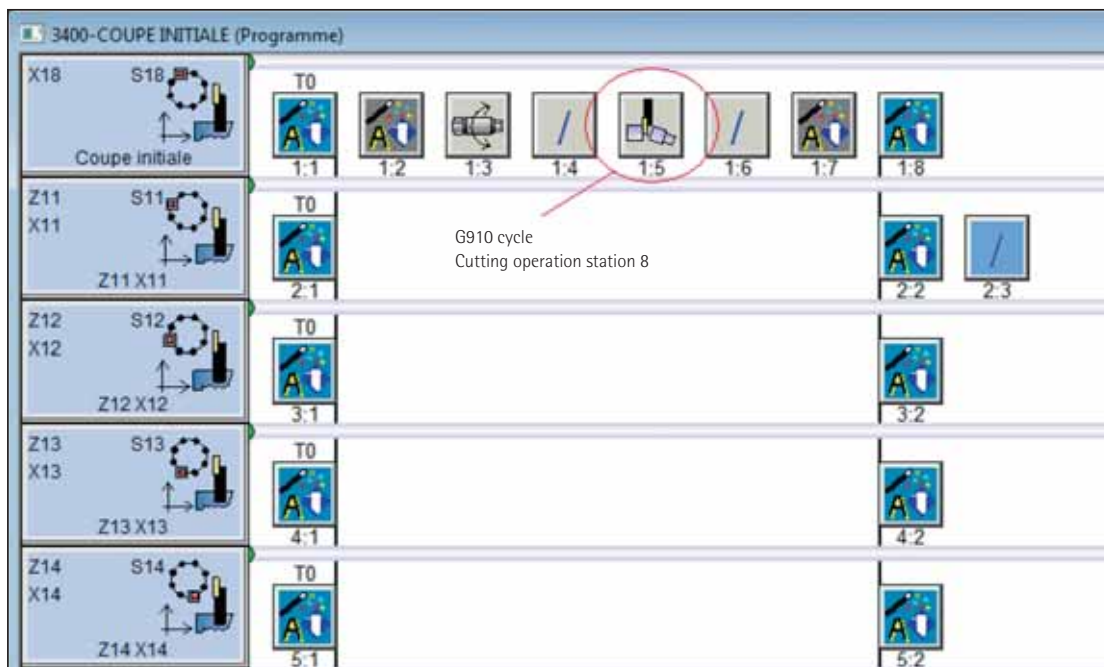 3400-COUPE INITIALE (Programme)
X18 S18
Coupe initiale
T0
1:1 1:2 1:3 1:4 1:5 1:6 1:7 1:8
G910 cycle
Cutting operation station 8
Z11 S11
X11
Z11 X11
T0
2:1 2:2 2:3
Z12 S12
X12
Z12 X12
T0
3:1 3:2
Z13 S13
X13
Z13 X13
T0
4:1 4:2
Z14 S14
X14
Z14 X14
T0
5:1 5:2